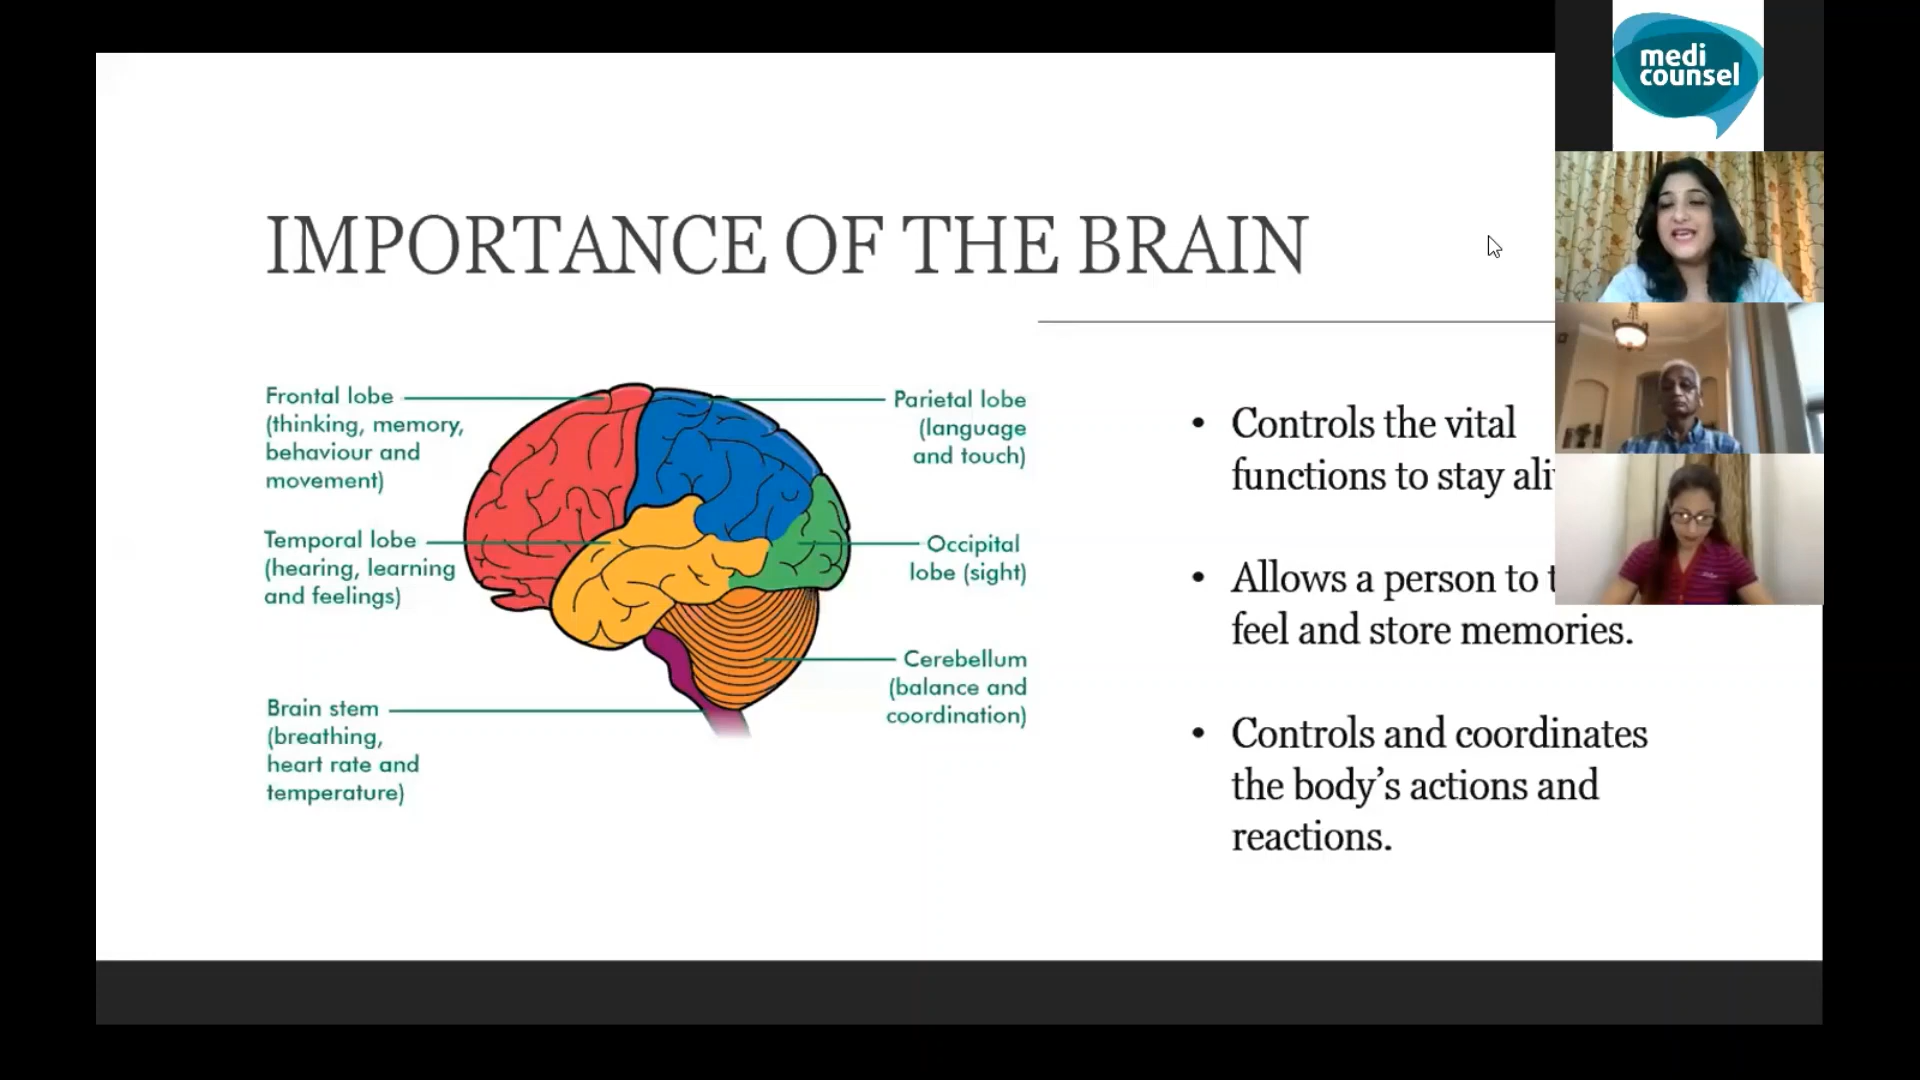 medi
counsel
IMPORTANCE OF THE BRAIN
Frontal lobe
(thinking, memory,
behaviour and
movement)
Temporal lobe
(hearing, learning
and feelings)
Brain stem
(breathing,
heart rate and
temperature)
Parietal lobe
(language
and touch)
Occipital
lobe (sight)
Cerebellum
(balance and
coordination)
• Controls the vital
functions to stay
• Allows a person to
feel and store memories.
• Controls and coordinates
the body’s actions and
reactions.